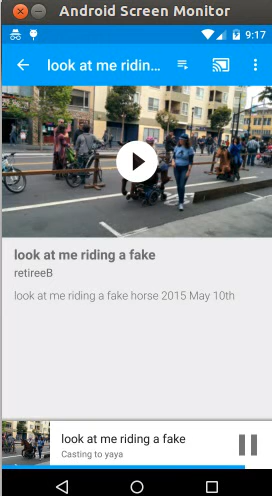 Android Screen Monitor
9:17
look at me ridin...
look at me riding a fake
retireeB
look at me riding a fake horse 2015 May 10th
look at me riding a fake
Casting to yaya